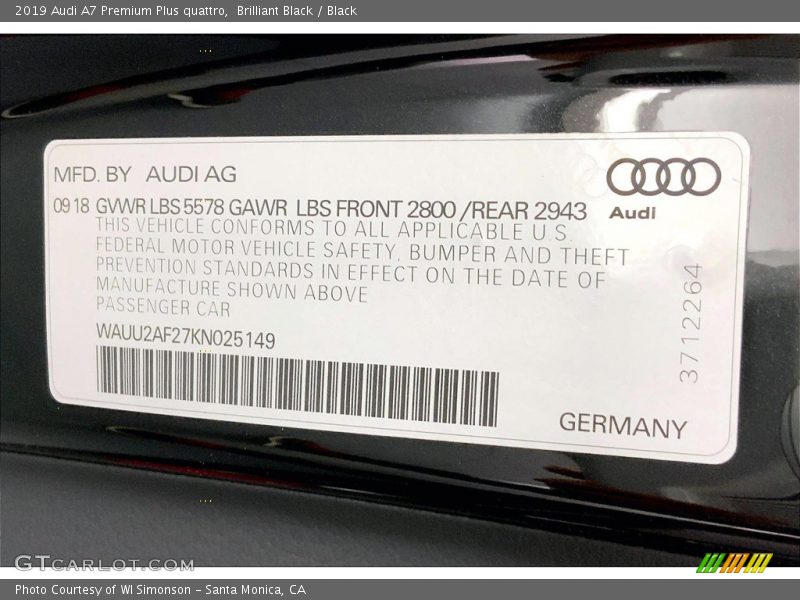 2019 Audi A7 Premium Plus quattro,  Brilliant Black / Black
MFD. BY AUDI AG
Audi
09 18 GVWR LBS 5578 GAWR LBS FRONT 2800 /REAR 2943
THIS VEHICLE CONFORMS TO ALL APPLICABLE U.S.
FEDERAL MOTOR VEHICLE SAFETY, BUMPER AND THEFT
PREVENTION STANDARDS IN EFFECT ON THE DATE OF
MANUFACTURE SHOWN ABOVE
PASSENGER CAR
WAUU2AF27KN025149
3712264
GERMANY
GTCARLOT.COM
Photo Courtesy of WI Simonson – Santa Monica, CA